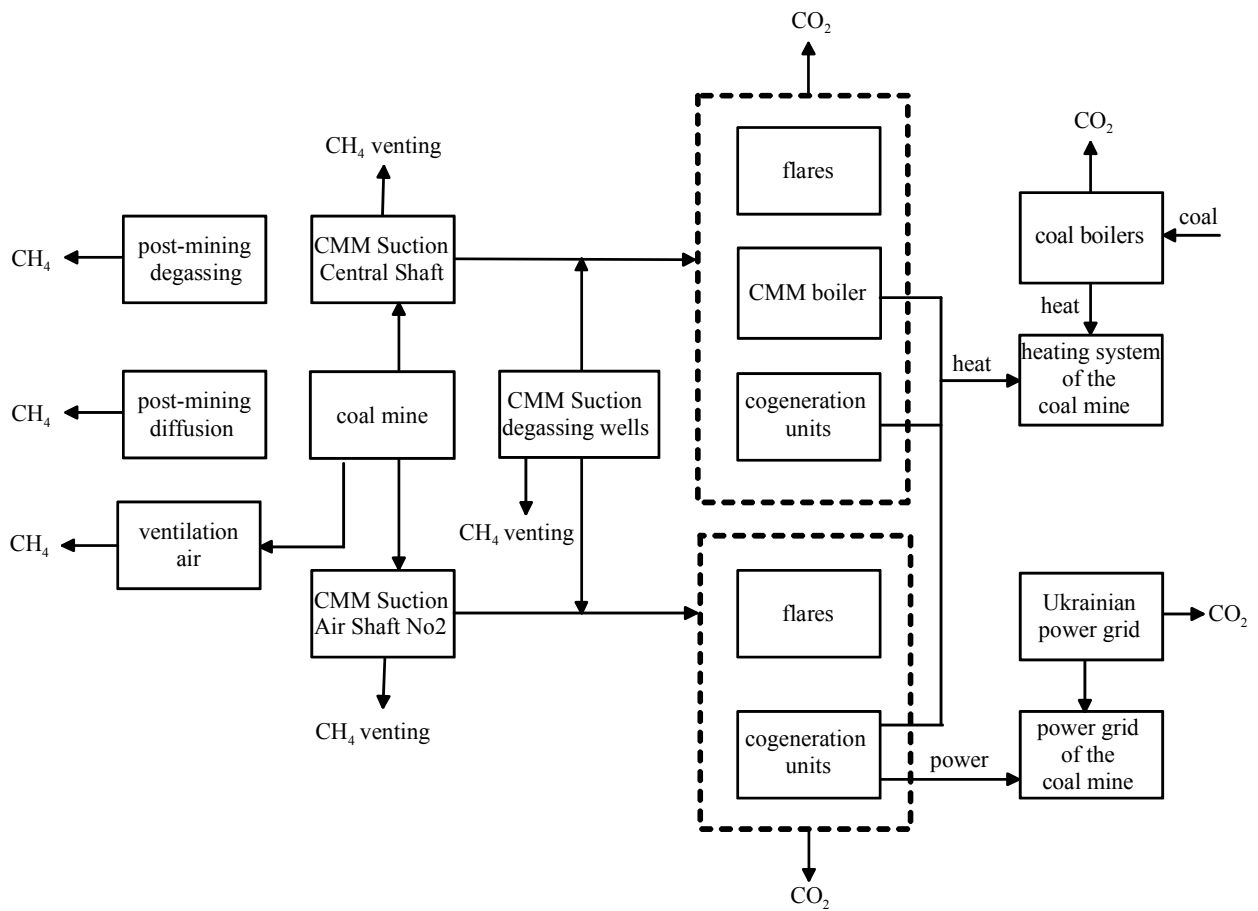 CO₂
CO₂
CH₄ venting
flares
coal
post-mining
degassing
CMM Suction
Central Shaft
coal boilers
CH₄
CMM boiler
heat
heating system
of the
coal mine
heat
post-mining
diffusion
coal mine
CMM Suction
degassing wells
cogeneration
units
CH₄
ventilation
air
CH₄
CH₄ venting
CMM Suction
Air Shaft No2
flares
Ukrainian
power grid
CO₂
CH₄ venting
cogeneration
units
power
power grid
of the
coal mine
CO₂